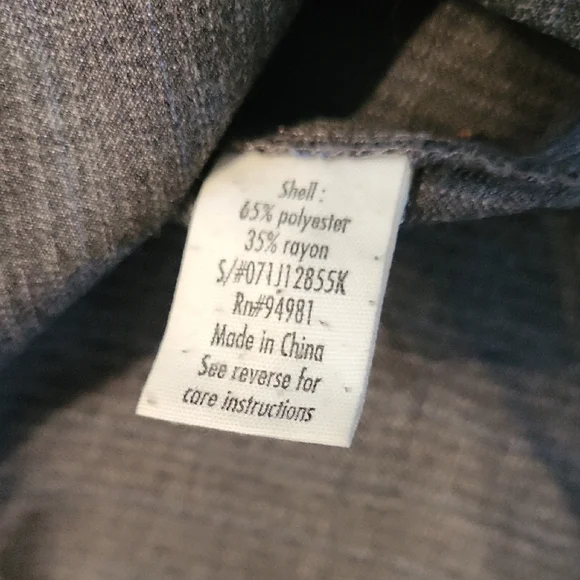 Shell :
65% polyester
35% rayon
S/#071J12855K
Rn#94981
Made in China
See reverse for
care instructions